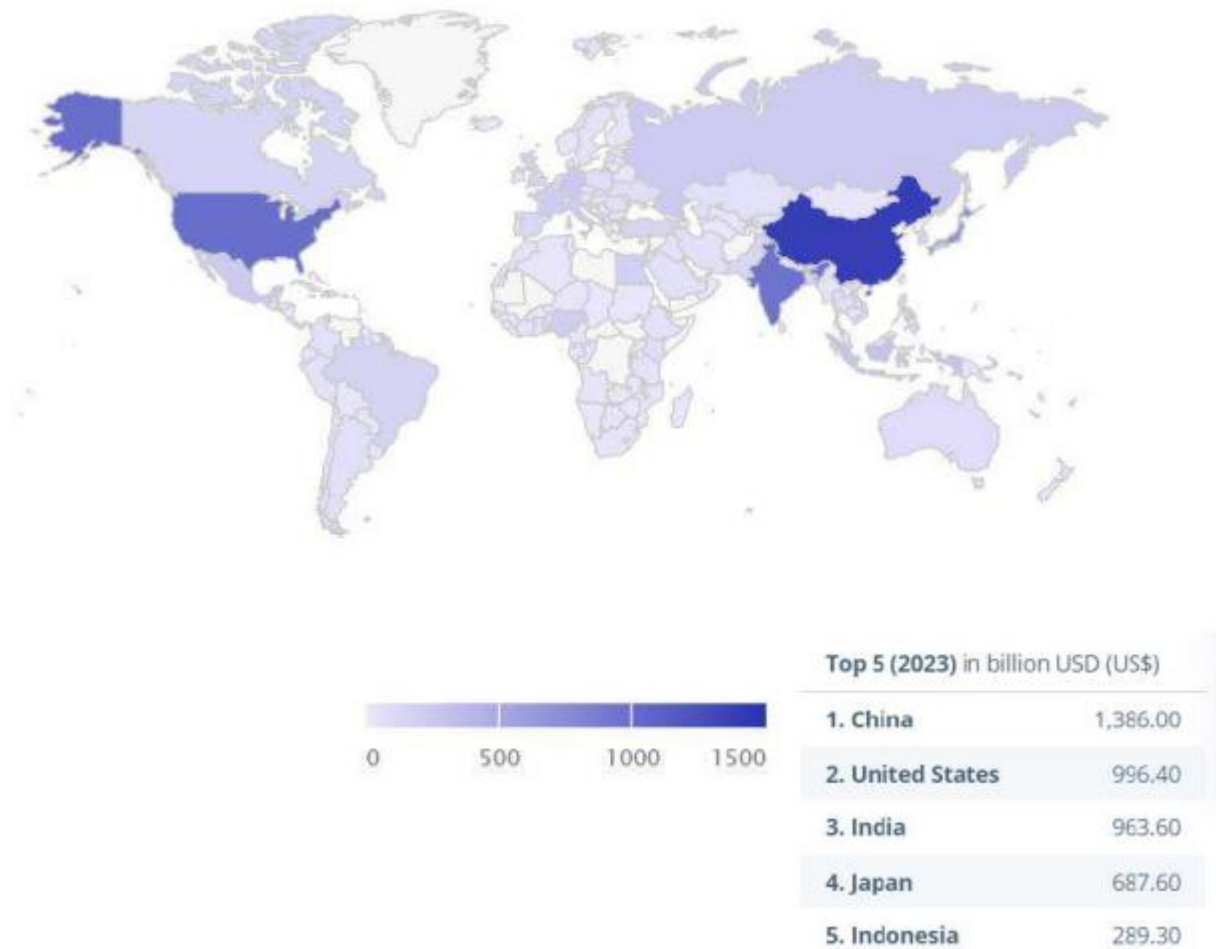 0 500 1000 1500
Top 5 (2023) in billion USD (US$)
1. China 1,386.00
2. United States 996.40
3. India 963.60
4. Japan 687.60
5. Indonesia 289.30